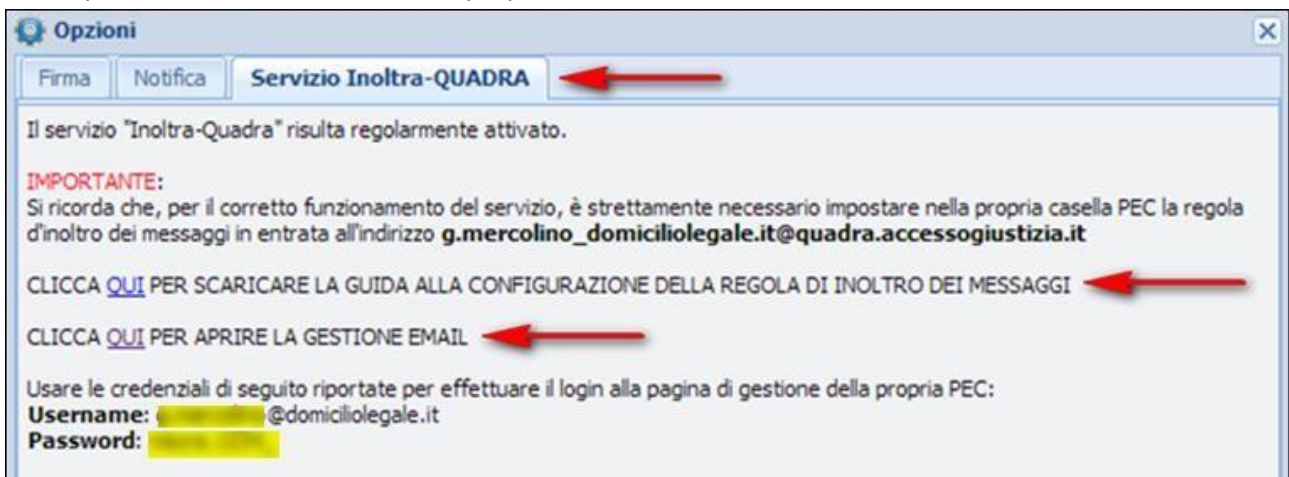 Opzioni
Firma Notifica Servizio Inoltra-QUADRA
Il servizio "Inoltra-Quadra" risulta regolarmente attivato.
IMPORTANTE:
Si ricorda che, per il corretto funzionamento del servizio, è strettamente necessario impostare nella propria casella PEC la regola
d'inoltro dei messaggi in entrata all'indirizzo g.mercolino_domiciliolegale.it@quadra.accessogiustizia.it
CLICCA QUI PER SCARICARE LA GUIDA ALLA CONFIGURAZIONE DELLA REGOLA DI INOLTRO DEI MESSAGGI
CLICCA QUI PER APRIRE LA GESTIONE EMAIL
Usare le credenziali di seguito riportate per effettuare il login alla pagina di gestione della propria PEC:
Username: @domiciliolegale.it
Password: